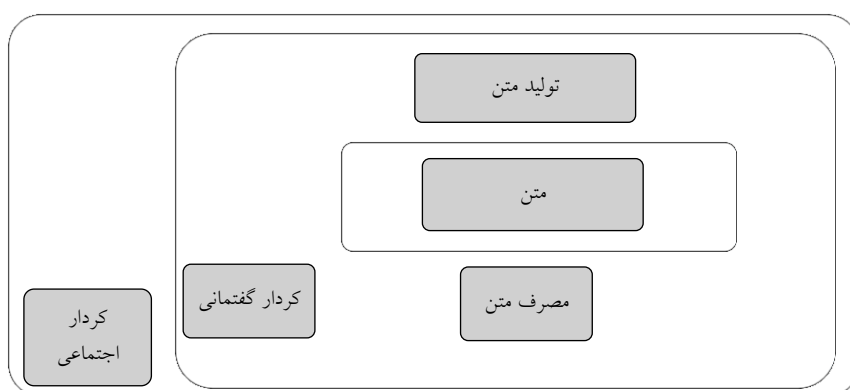 تولید متن
متن
مصرف متن
کردار گفتمانی
کردار
اجتماعی